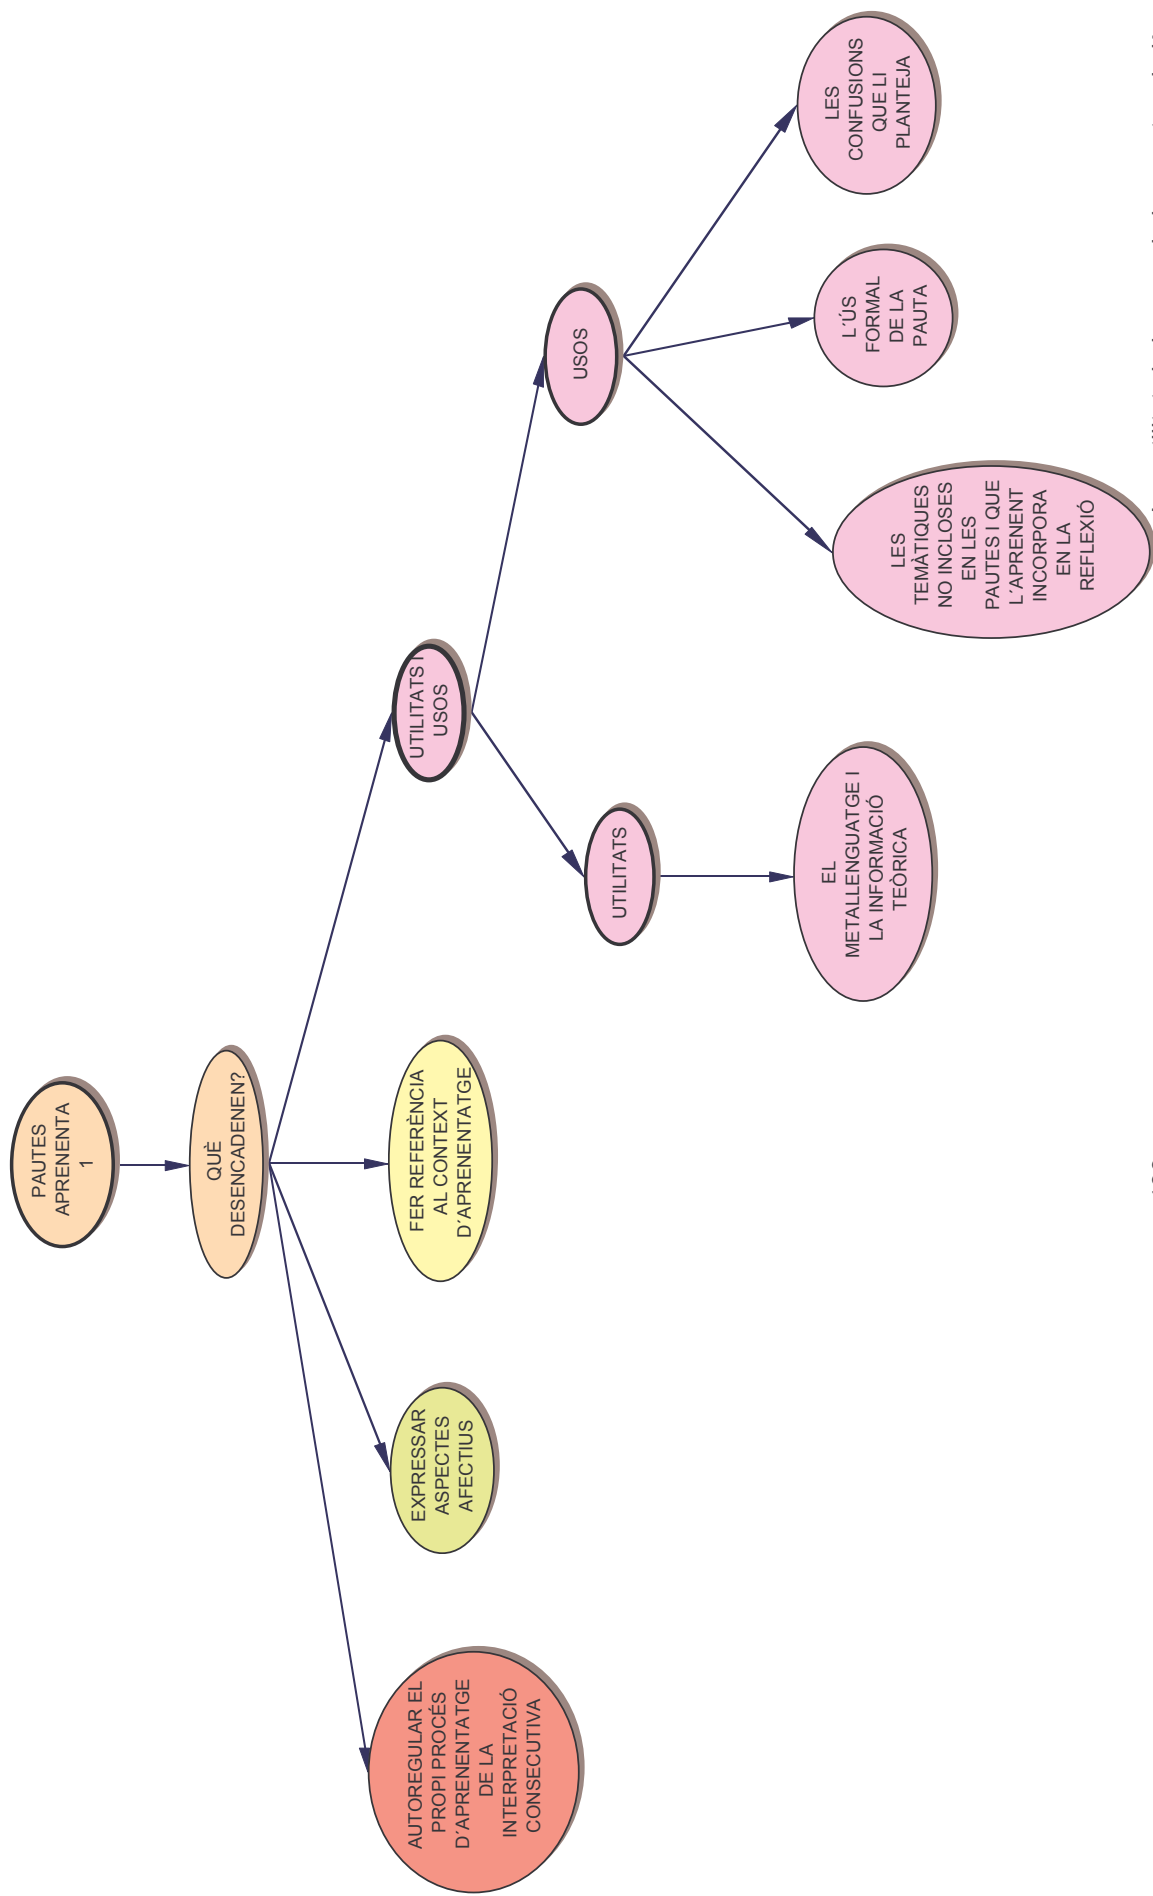 PAUTES
APRENENTA
1
QUÈ
DESENCADENEN?
AUTOREGULAR EL
PROPI PROCÉS
D´APRENENTATGE
DE LA
INTERPRETACIÓ
CONSECUTIVA
EXPRESSAR
ASPECTES
AFECTIUS
FER REFERÈNCIA
AL CONTEXT
D´APRENENTATGE
UTILITATS I
USOS
UTILITATS
USOS
EL
METALLENGUATGE I
LA INFORMACIÓ
TEÒRICA
LES
TEMÀTIQUES
NO INCLOSES
EN LES
PAUTES I QUE
L´APRENENT
INCORPORA
EN LA
REFLEXIÓ
L´ÚS
FORMAL
DE LA
PAUTA
LES
CONFUSIONS
QUE LI
PLANTEJA